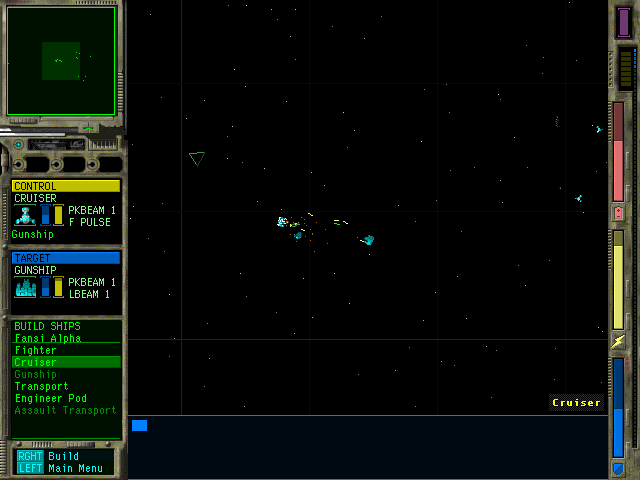 CONTROL
CRUISER
PKBEAM 1
F PULSE
Gunship
TARGET
GUNSHIP
PKBEAM 1
LBEAM 1
BUILD SHIPS
Fansi Alpha
Fighter
Cruiser
Gunship
Transport
Engineer Pod
Assault Transport
RGHT Build
LEFT Main Menu
Cruiser